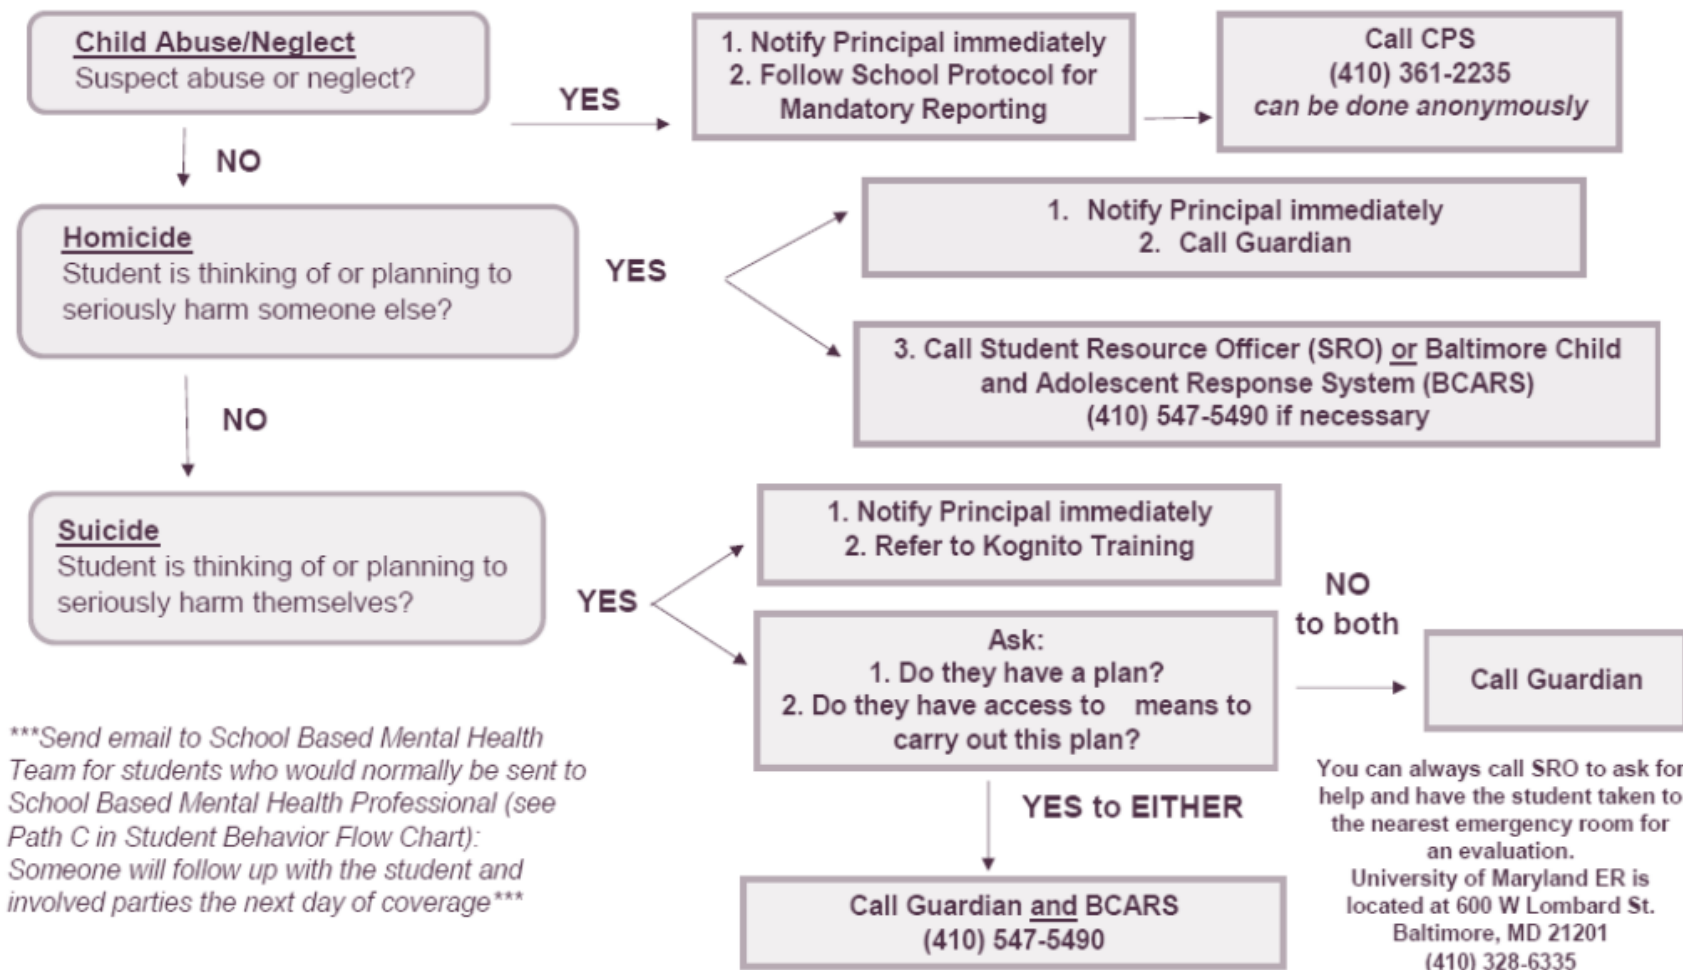 Child Abuse/Neglect
Suspect abuse or neglect?
YES
1. Notify Principal immediately
2. Follow School Protocol for
Mandatory Reporting
Call CPS
(410) 361-2235
can be done anonymously
NO
Homicide
Student is thinking of or planning to
seriously harm someone else?
YES
1. Notify Principal immediately
2. Call Guardian
3. Call Student Resource Officer (SRO) or Baltimore Child
and Adolescent Response System (BCARS)
(410) 547-5490 if necessary
NO
Suicide
Student is thinking of or planning to
seriously harm themselves?
YES
1. Notify Principal immediately
2. Refer to Kognito Training
Ask:
1. Do they have a plan?
2. Do they have access to means to
carry out this plan?
NO
to both
Call Guardian
YES to EITHER
Call Guardian and BCARS
(410) 547-5490
You can always call SRO to ask for
help and have the student taken to
the nearest emergency room for
an evaluation.
University of Maryland ER is
located at 600 W Lombard St.
Baltimore, MD 21201
(410) 328-6335
***Send email to School Based Mental Health
Team for students who would normally be sent to
School Based Mental Health Professional (see
Path C in Student Behavior Flow Chart):
Someone will follow up with the student and
involved parties the next day of coverage***